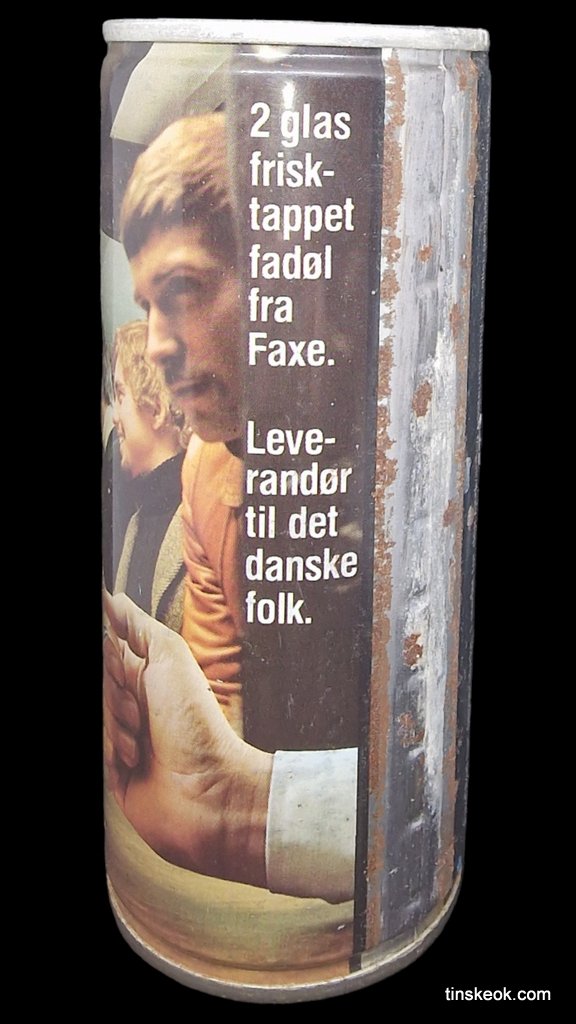 2 glas
frisk-
tappet
fadøl
fra
Faxe.
Leve-
randør
til det
danske
folk.
tinskeok.com